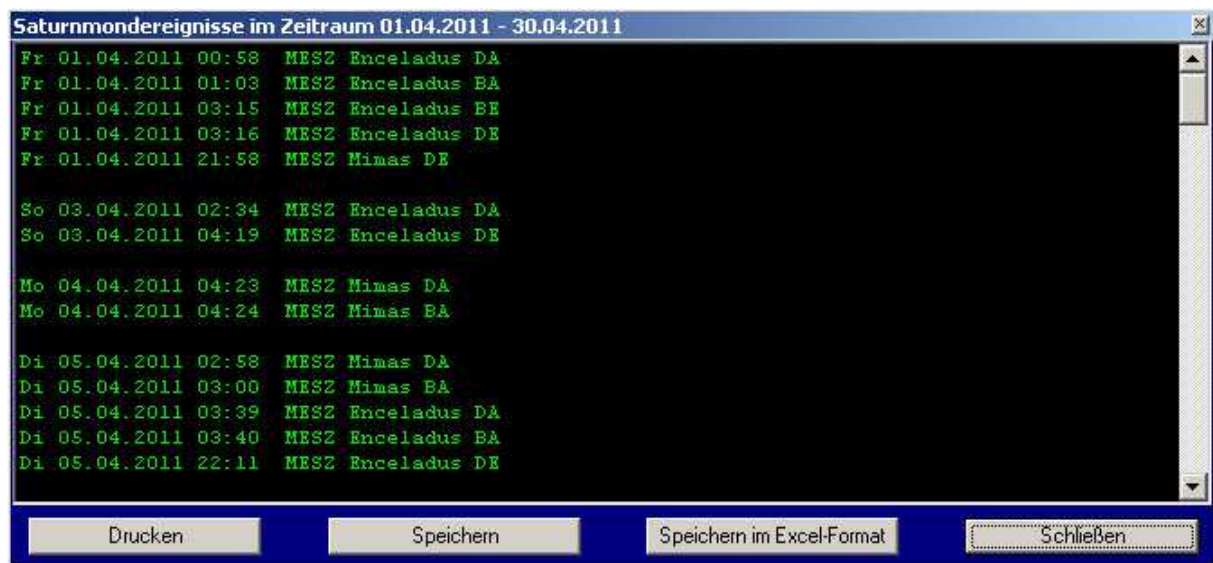 Saturnmondereignisse im Zeitraum 01.04.2011 - 30.04.2011
Fr 01.04.2011 00:58  MESZ Enceladus DA
Fr 01.04.2011 01:03  MESZ Enceladus BA
Fr 01.04.2011 03:15  MESZ Enceladus BE
Fr 01.04.2011 03:16  MESZ Enceladus DE
Fr 01.04.2011 21:58  MESZ Mimas DE
So 03.04.2011 02:34  MESZ Enceladus DA
So 03.04.2011 04:19  MESZ Enceladus DE
Mo 04.04.2011 04:23  MESZ Mimas DA
Mo 04.04.2011 04:24  MESZ Mimas BA
Di 05.04.2011 02:58  MESZ Mimas DA
Di 05.04.2011 03:00  MESZ Mimas BA
Di 05.04.2011 03:39  MESZ Enceladus DA
Di 05.04.2011 03:40  MESZ Enceladus BA
Di 05.04.2011 22:11  MESZ Enceladus DE
Drucken Speichern Speichern im Excel-Format Schließen